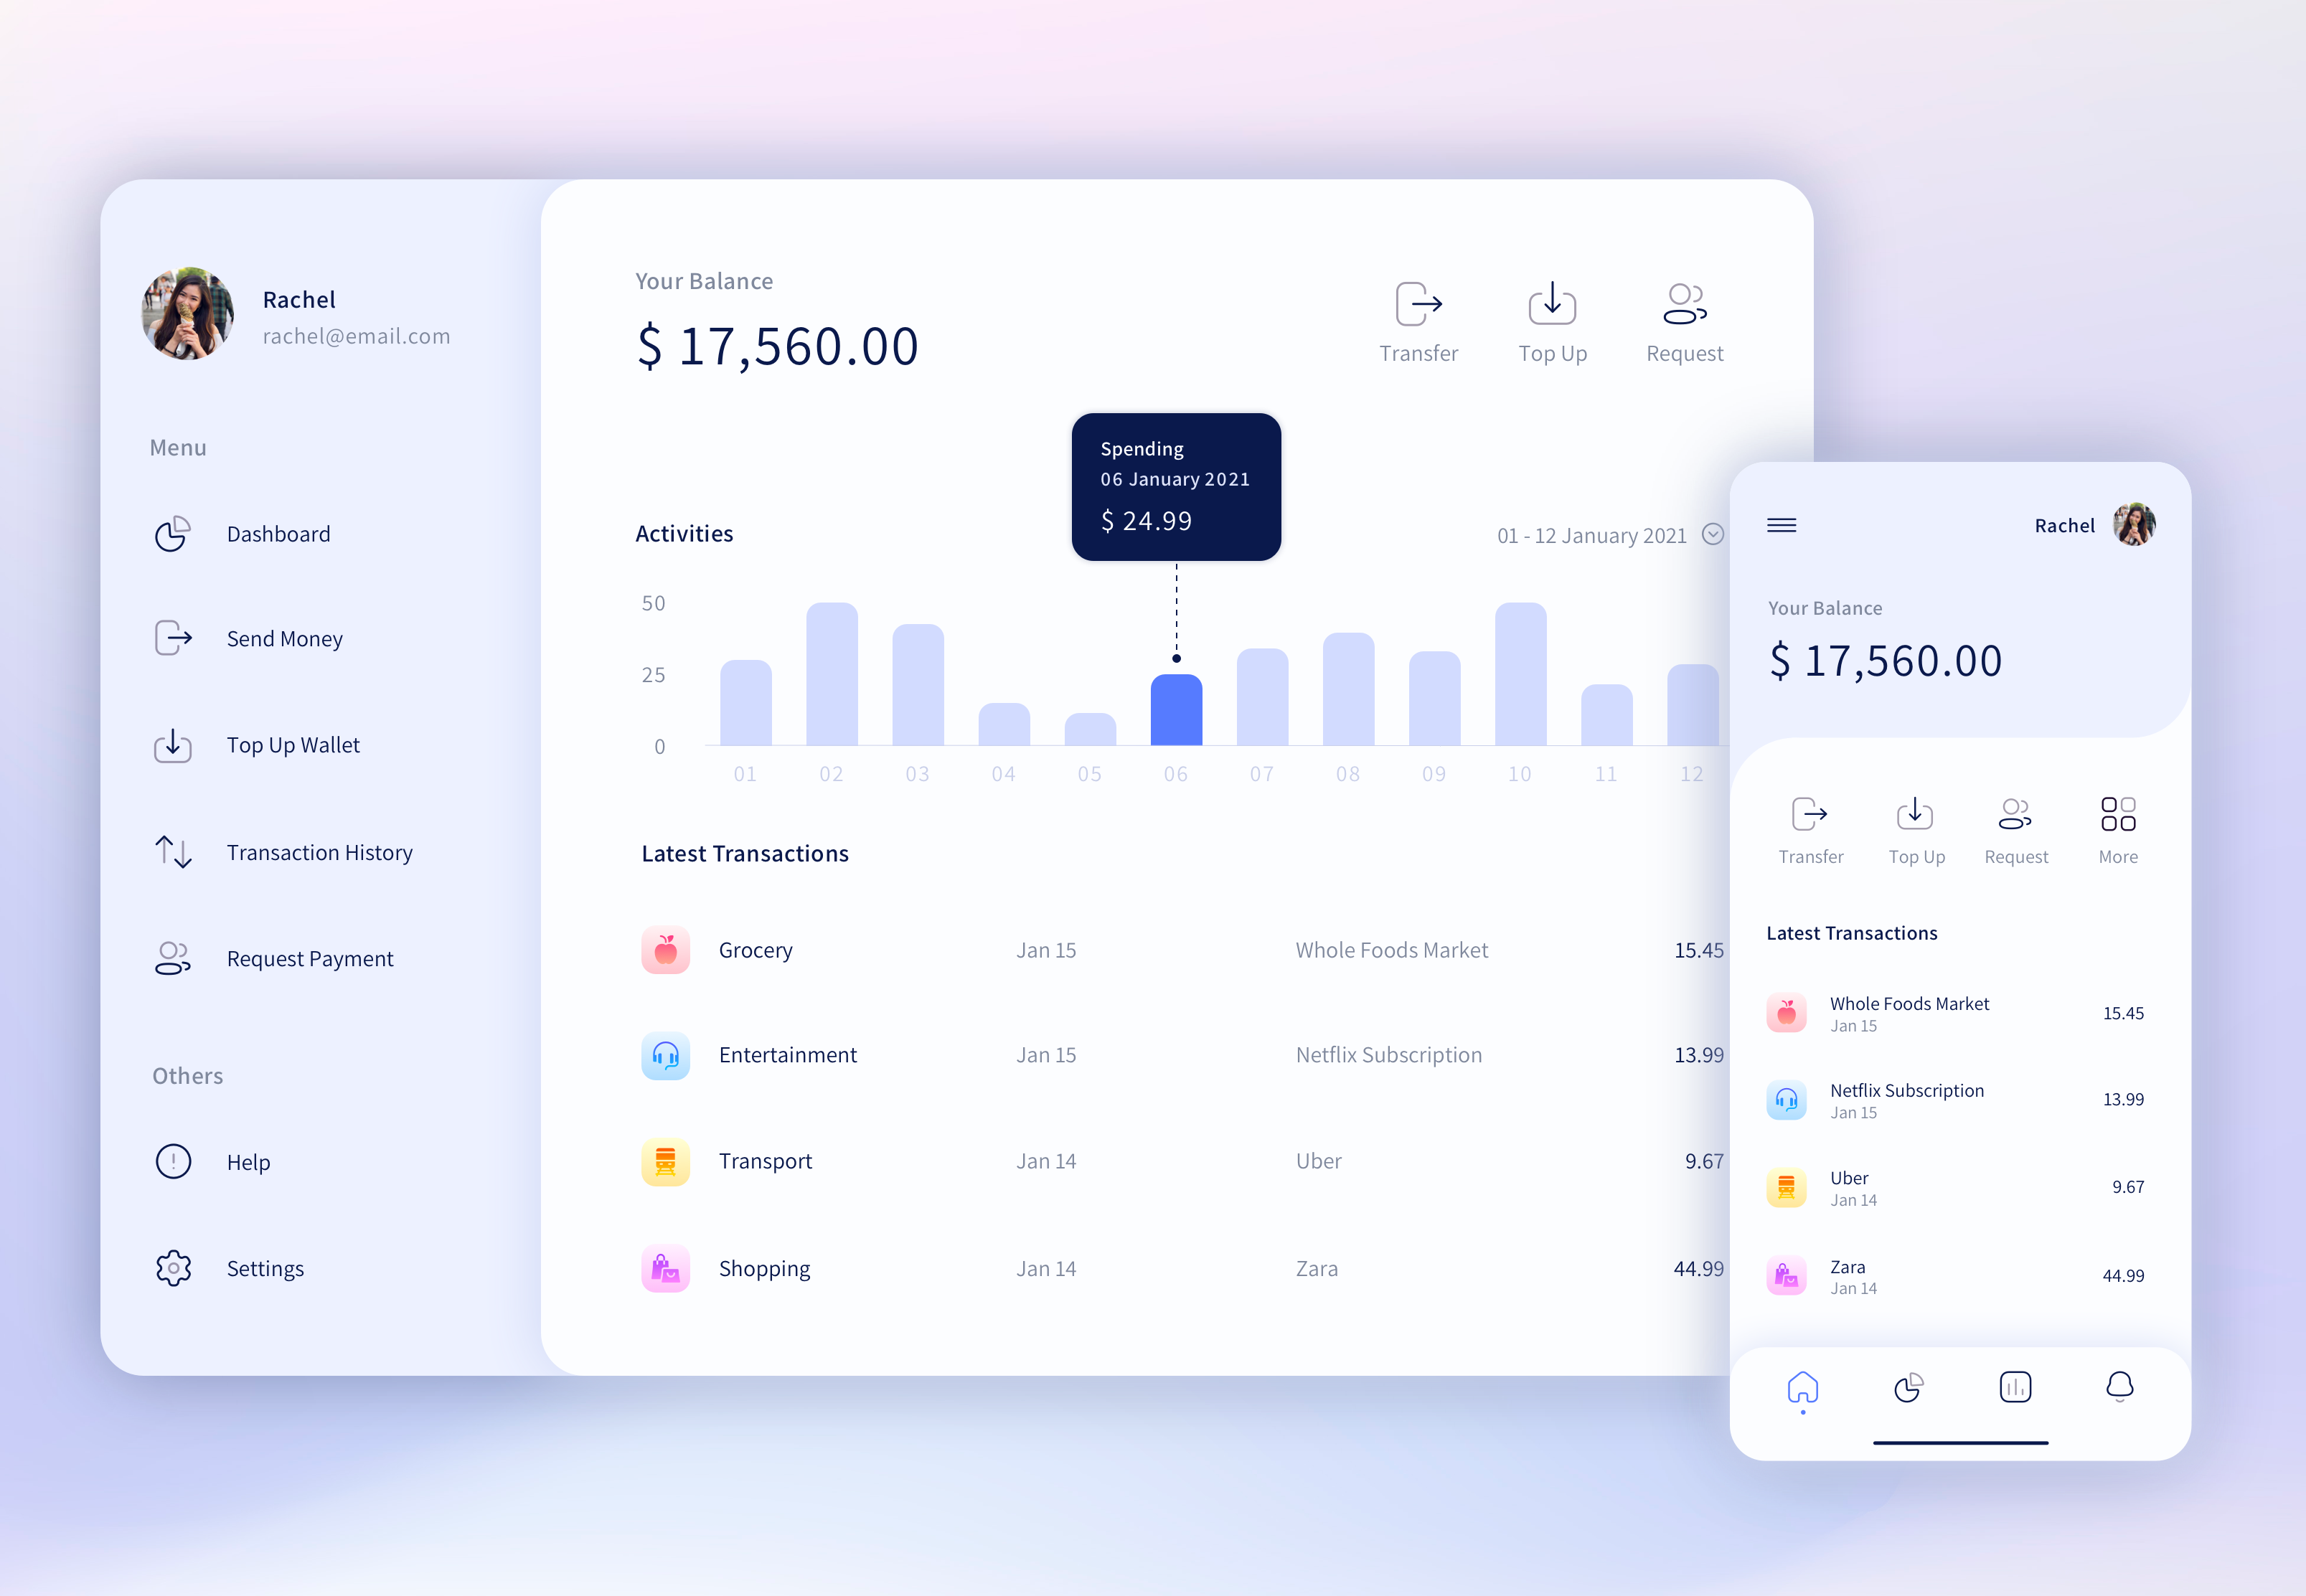 Rachel
rachel@email.com
Menu
Dashboard
Send Money
Top Up Wallet
Transaction History
Request Payment
Others
Help
Settings
Your Balance
$ 17,560.00
Transfer Top Up Request
Spending
06 January 2021
$ 24.99
Activities
01 - 12 January 2021
50
25
0
01 02 03 04 05 06 07 08 09 10 11 12
Latest Transactions
Grocery Jan 15 Whole Foods Market 15.45
Entertainment Jan 15 Netflix Subscription 13.99
Transport Jan 14 Uber 9.67
Shopping Jan 14 Zara 44.99
Rachel
Your Balance
$ 17,560.00
Transfer Top Up Request More
Latest Transactions
Whole Foods Market 15.45
Jan 15
Netflix Subscription 13.99
Jan 15
Uber 9.67
Jan 14
Zara 44.99
Jan 14